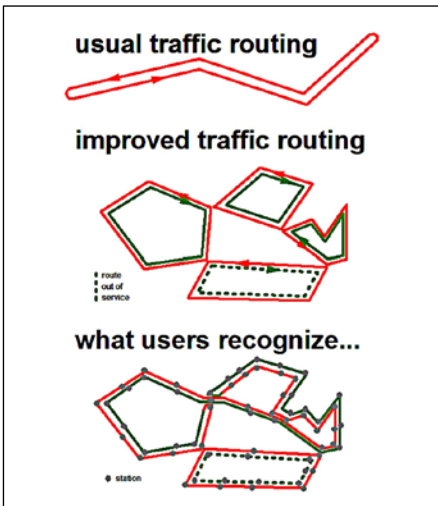 usual traffic routing
improved traffic routing
route
out of
service
what users recognize...
station